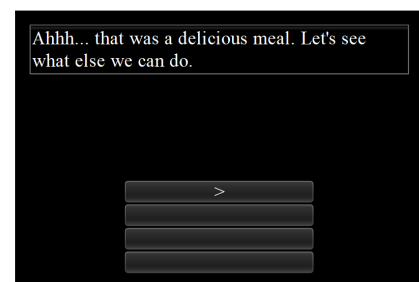 Ahhh... that was a delicious meal. Let's see
what else we can do.
>